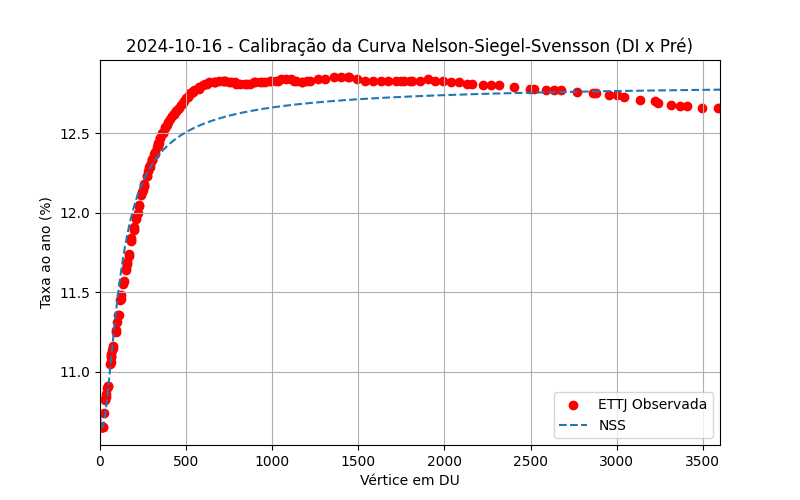 2024-10-16 - Calibração da Curva Nelson-Siegel-Svensson (DI x Pré)
Taxa ao ano (%)
12.5
12.0
11.5
11.0
ETTJ Observada
NSS
0 500 1000 1500 2000 2500 3000 3500
Vértice em DU